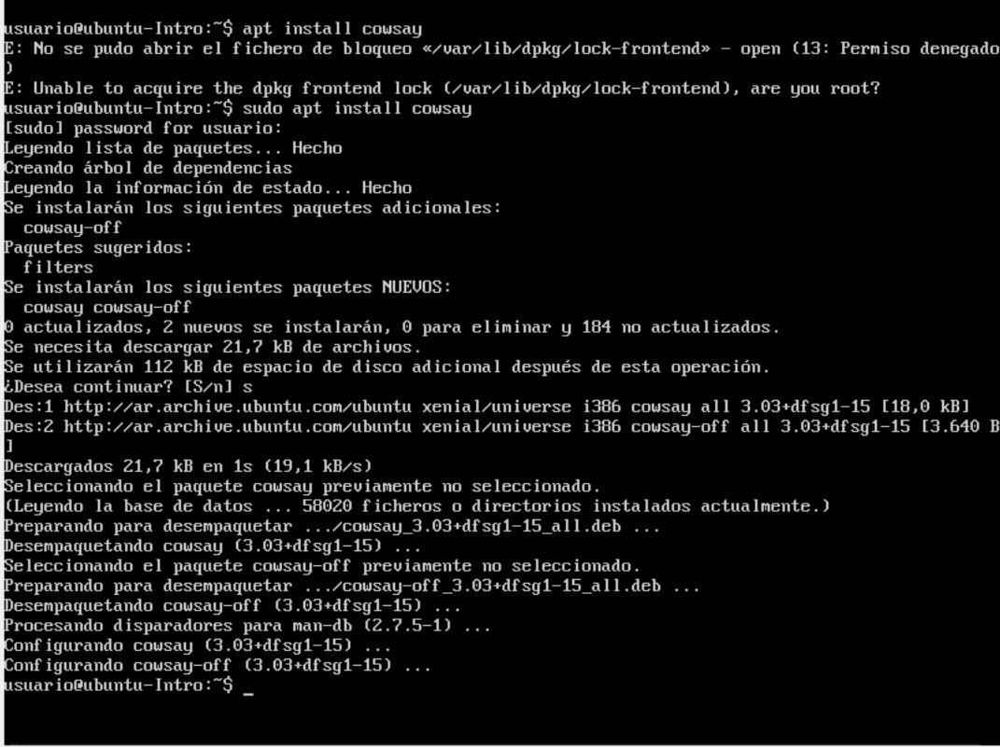 usuario@ubuntu-Intro:~$ apt install cowsay
E: No se pudo abrir el fichero de bloqueo «/var/lib/dpkg/lock-frontend» - open (13: Permiso denegado
)
E: Unable to acquire the dpkg frontend lock (/var/lib/dpkg/lock-frontend), are you root?
usuario@ubuntu-Intro:~$ sudo apt install cowsay
[sudo] password for usuario:
Leyendo lista de paquetes... Hecho
Creando árbol de dependencias
Leyendo la información de estado... Hecho
Se instalarán los siguientes paquetes adicionales:
  cowsay-off
Paquetes sugeridos:
  filters
Se instalarán los siguientes paquetes NUEVOS:
  cowsay cowsay-off
0 actualizados, 2 nuevos se instalarán, 0 para eliminar y 184 no actualizados.
Se necesita descargar 21,7 kB de archivos.
Se utilizarán 112 kB de espacio de disco adicional después de esta operación.
¿Desea continuar? [S/n] s
Des:1 http://ar.archive.ubuntu.com/ubuntu xenial/universe i386 cowsay all 3.03+dfsg1-15 [18,0 kB]
Des:2 http://ar.archive.ubuntu.com/ubuntu xenial/universe i386 cowsay-off all 3.03+dfsg1-15 [3.640 B
]
Descargados 21,7 kB en 1s (19,1 kB/s)
Seleccionando el paquete cowsay previamente no seleccionado.
(Leyendo la base de datos ... 58020 ficheros o directorios instalados actualmente.)
Preparando para desempaquetar .../cowsay_3.03+dfsg1-15_all.deb ...
Desempaquetando cowsay (3.03+dfsg1-15) ...
Seleccionando el paquete cowsay-off previamente no seleccionado.
Preparando para desempaquetar .../cowsay-off_3.03+dfsg1-15_all.deb ...
Desempaquetando cowsay-off (3.03+dfsg1-15) ...
Procesando disparadores para man-db (2.7.5-1) ...
Configurando cowsay (3.03+dfsg1-15) ...
Configurando cowsay-off (3.03+dfsg1-15) ...
usuario@ubuntu-Intro:~$ _